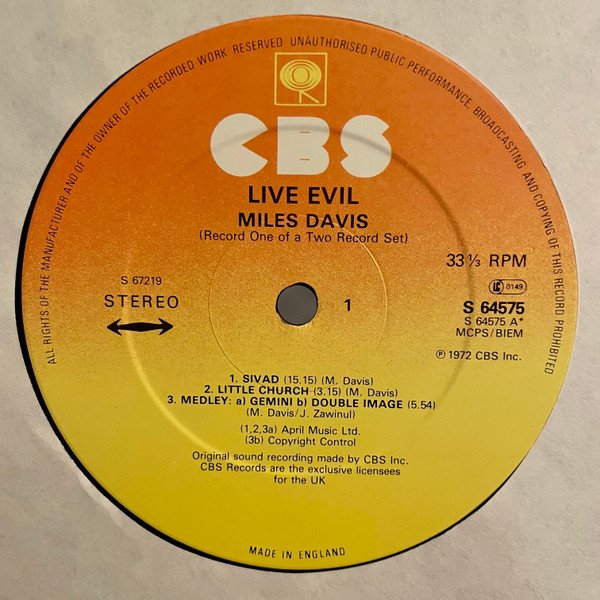 ALL RIGHTS OF THE MANUFACTURER AND OF THE OWNER OF THE RECORDED WORK RESERVED UNAUTHORISED PUBLIC PERFORMANCE, BROADCASTING AND COPYING OF THIS RECORD PROHIBITED
CBS
LIVE EVIL
MILES DAVIS
(Record One of a Two Record Set)
33⅓ RPM
S 67219
STEREO
1
LC 0149
S 64575
S 64575 A*
MCPS/BIEM
℗ 1972 CBS Inc.
1. SIVAD (15.15) (M. Davis)
2. LITTLE CHURCH (3.15) (M. Davis)
3. MEDLEY: a) GEMINI b) DOUBLE IMAGE (5.54)
(M. Davis/J. Zawinul)
(1,2,3a) April Music Ltd.
(3b) Copyright Control
Original sound recording made by CBS Inc.
CBS Records are the exclusive licensees
for the UK
MADE IN ENGLAND